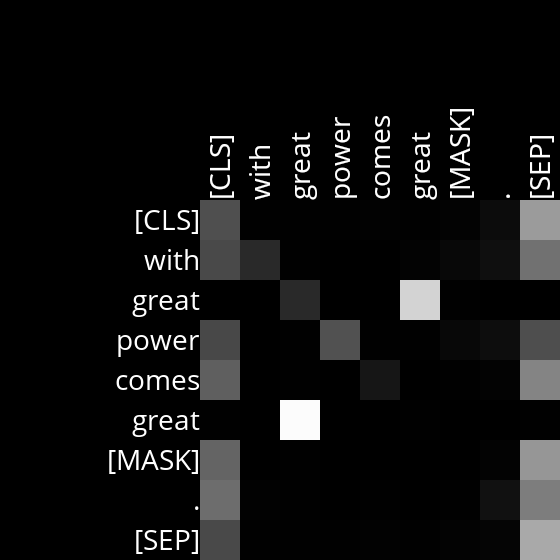 [CLS]
with
great
power
comes
great
[MASK]
.
[SEP]
[CLS]
with
great
power
comes
great
[MASK]
.
[SEP]